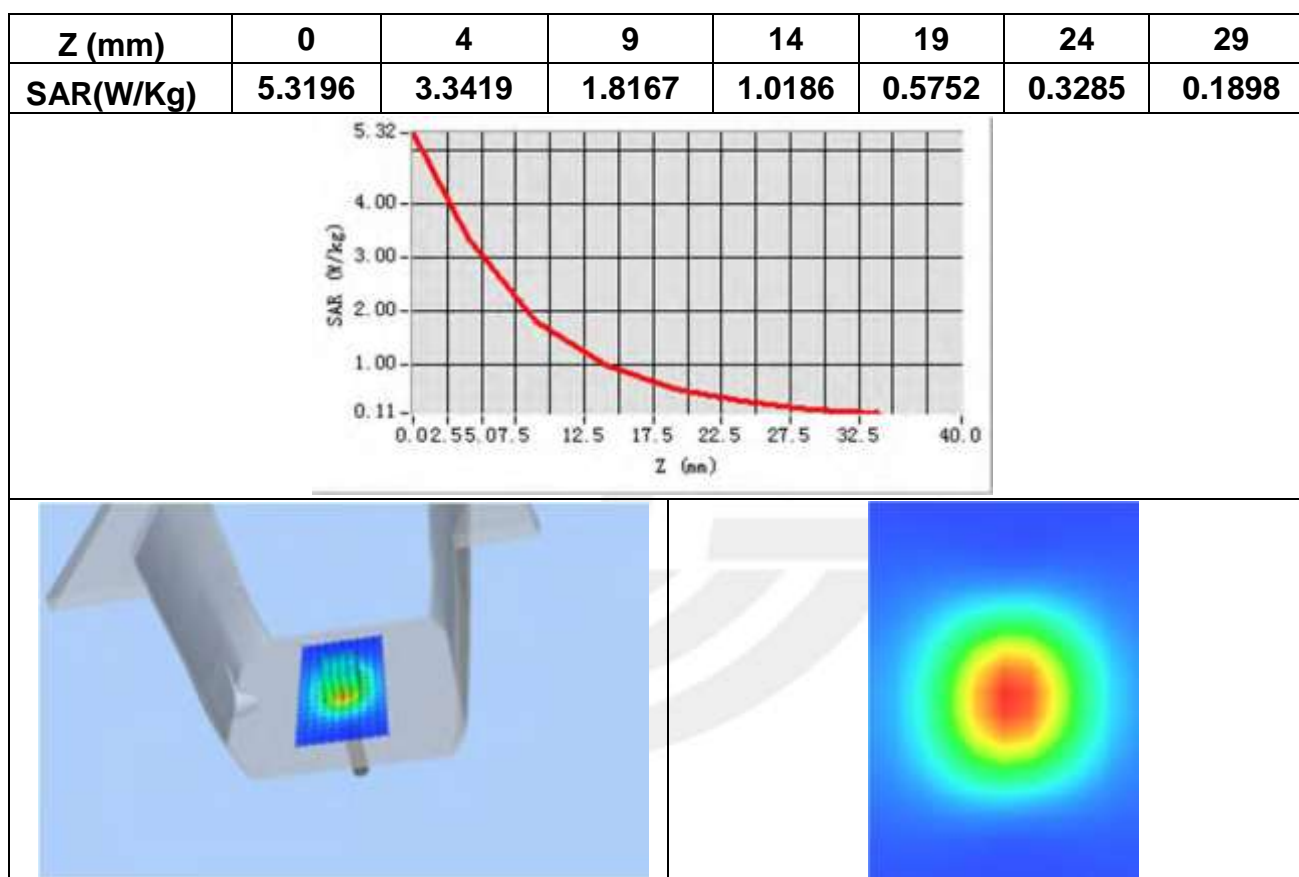 Z (mm) 0 4 9 14 19 24 29
SAR(W/Kg) 5.3196 3.3419 1.8167 1.0186 0.5752 0.3285 0.1898
5.32
4.00
3.00
2.00
1.00
0.11
SAR (W/kg)
0.0 2.5 5.0 7.5 12.5 17.5 22.5 27.5 32.5 40.0
Z (mm)